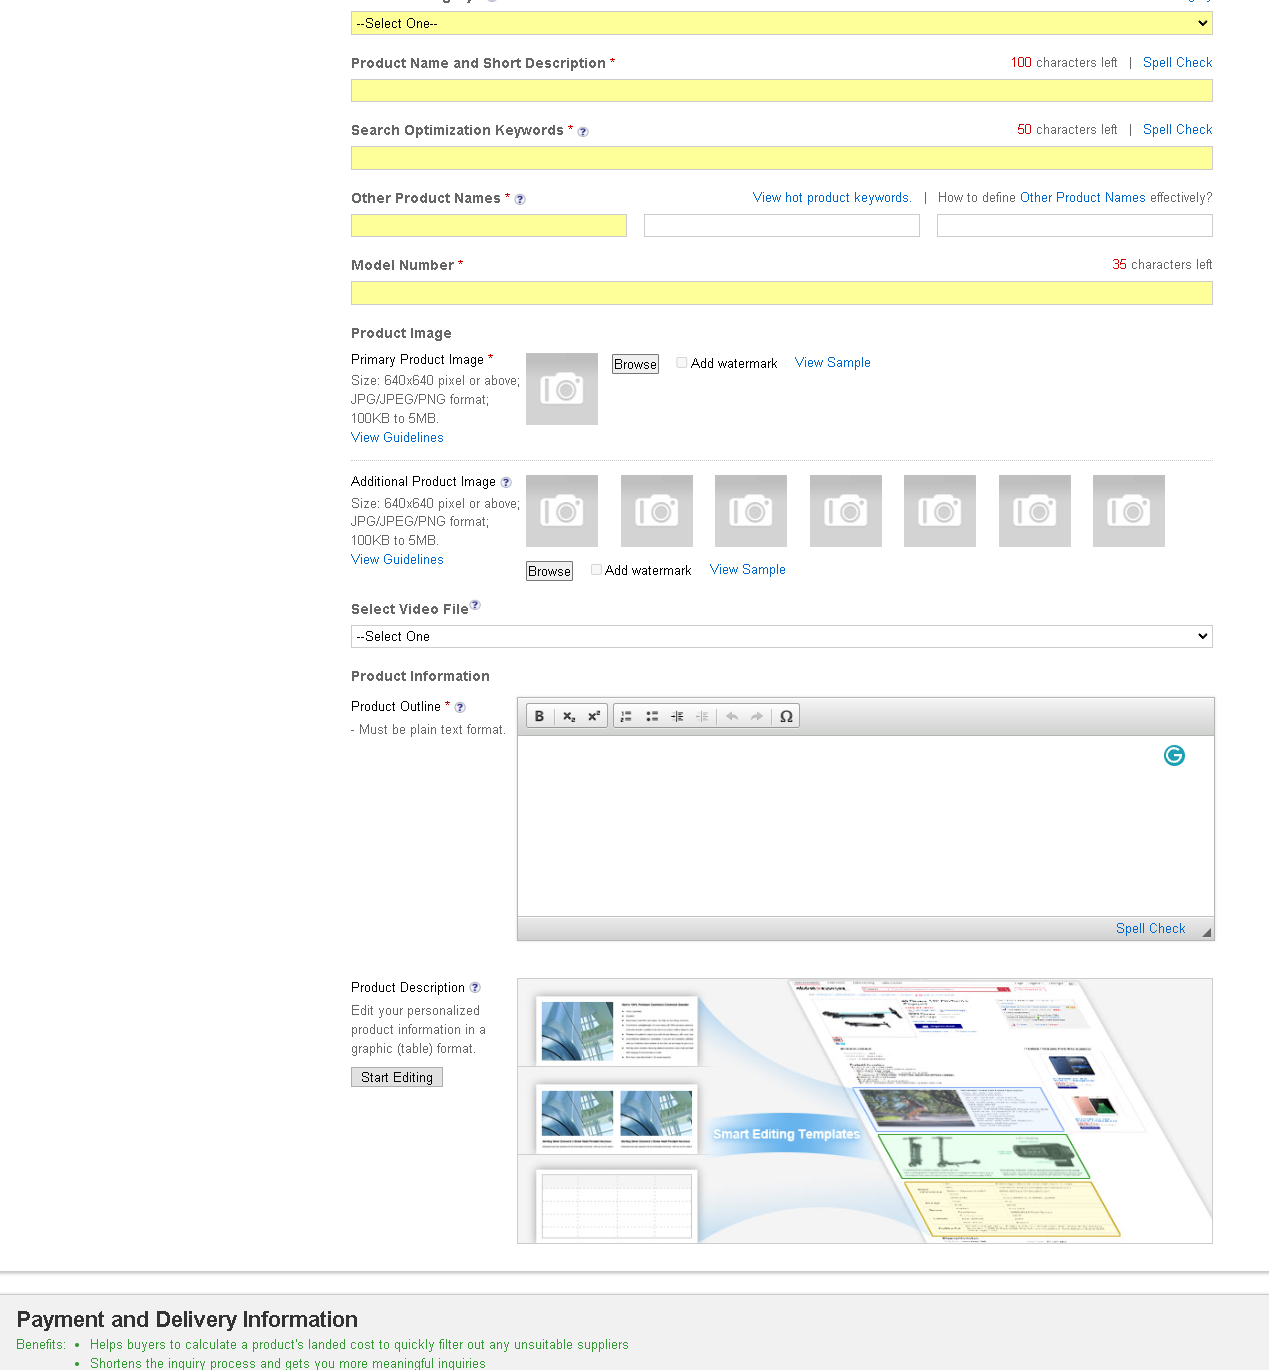 --Select One--
Product Name and Short Description * 100 characters left | Spell Check
Search Optimization Keywords * ? 50 characters left | Spell Check
Other Product Names * ? View hot product keywords. | How to define Other Product Names effectively?
Model Number * 35 characters left
Product Image
Primary Product Image *
Size: 640x640 pixel or above;
JPG/JPEG/PNG format;
100KB to 5MB.
View Guidelines
Browse Add watermark View Sample
Additional Product Image ?
Size: 640x640 pixel or above;
JPG/JPEG/PNG format;
100KB to 5MB.
View Guidelines
Browse Add watermark View Sample
Select Video File ?
--Select One
Product Information
Product Outline * ?
- Must be plain text format.
B x₂ x² Ω
Spell Check
Product Description ?
Edit your personalized
product information in a
graphic (table) format.
Start Editing
Smart Editing Templates
Payment and Delivery Information
Benefits: • Helps buyers to calculate a product's landed cost to quickly filter out any unsuitable suppliers
• Shortens the inquiry process and gets you more meaningful inquiries